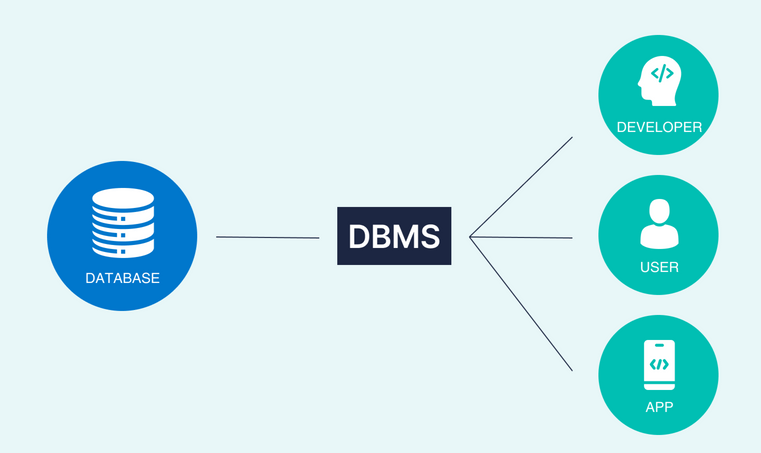 DATABASE
DBMS
DEVELOPER
USER
APP